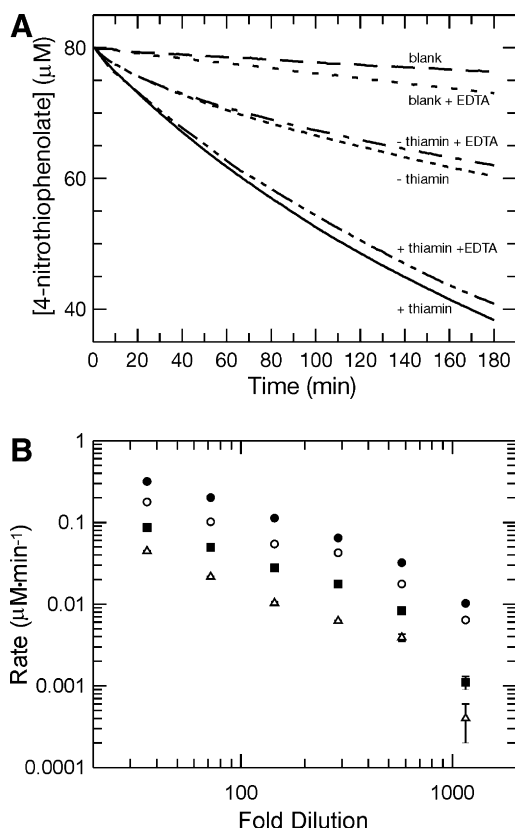 A
[4-nitrothiophenolate] (μM)
80
60
40
blank
blank + EDTA
- thiamin + EDTA
- thiamin
+ thiamin +EDTA
+ thiamin
0 20 40 60 80 100 120 140 160 180
Time (min)
B
Rate (μM·min-1)
1
0.1
0.01
0.001
0.0001
100 1000
Fold Dilution